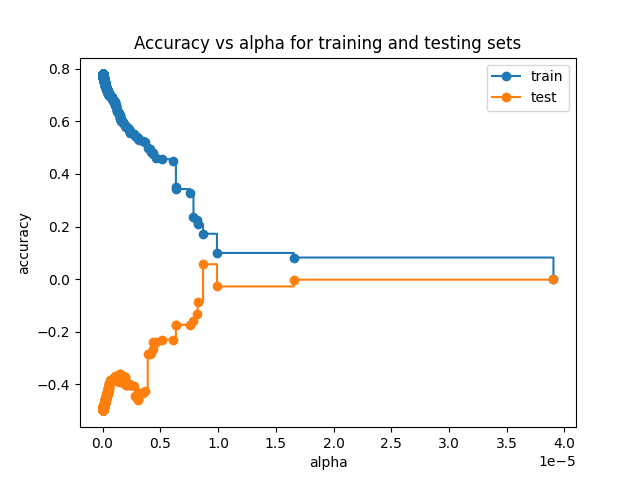 Accuracy vs alpha for training and testing sets
train
test
accuracy
0.8
0.6
0.4
0.2
0.0
−0.2
−0.4
0.0 0.5 1.0 1.5 2.0 2.5 3.0 3.5 4.0
1e−5
alpha